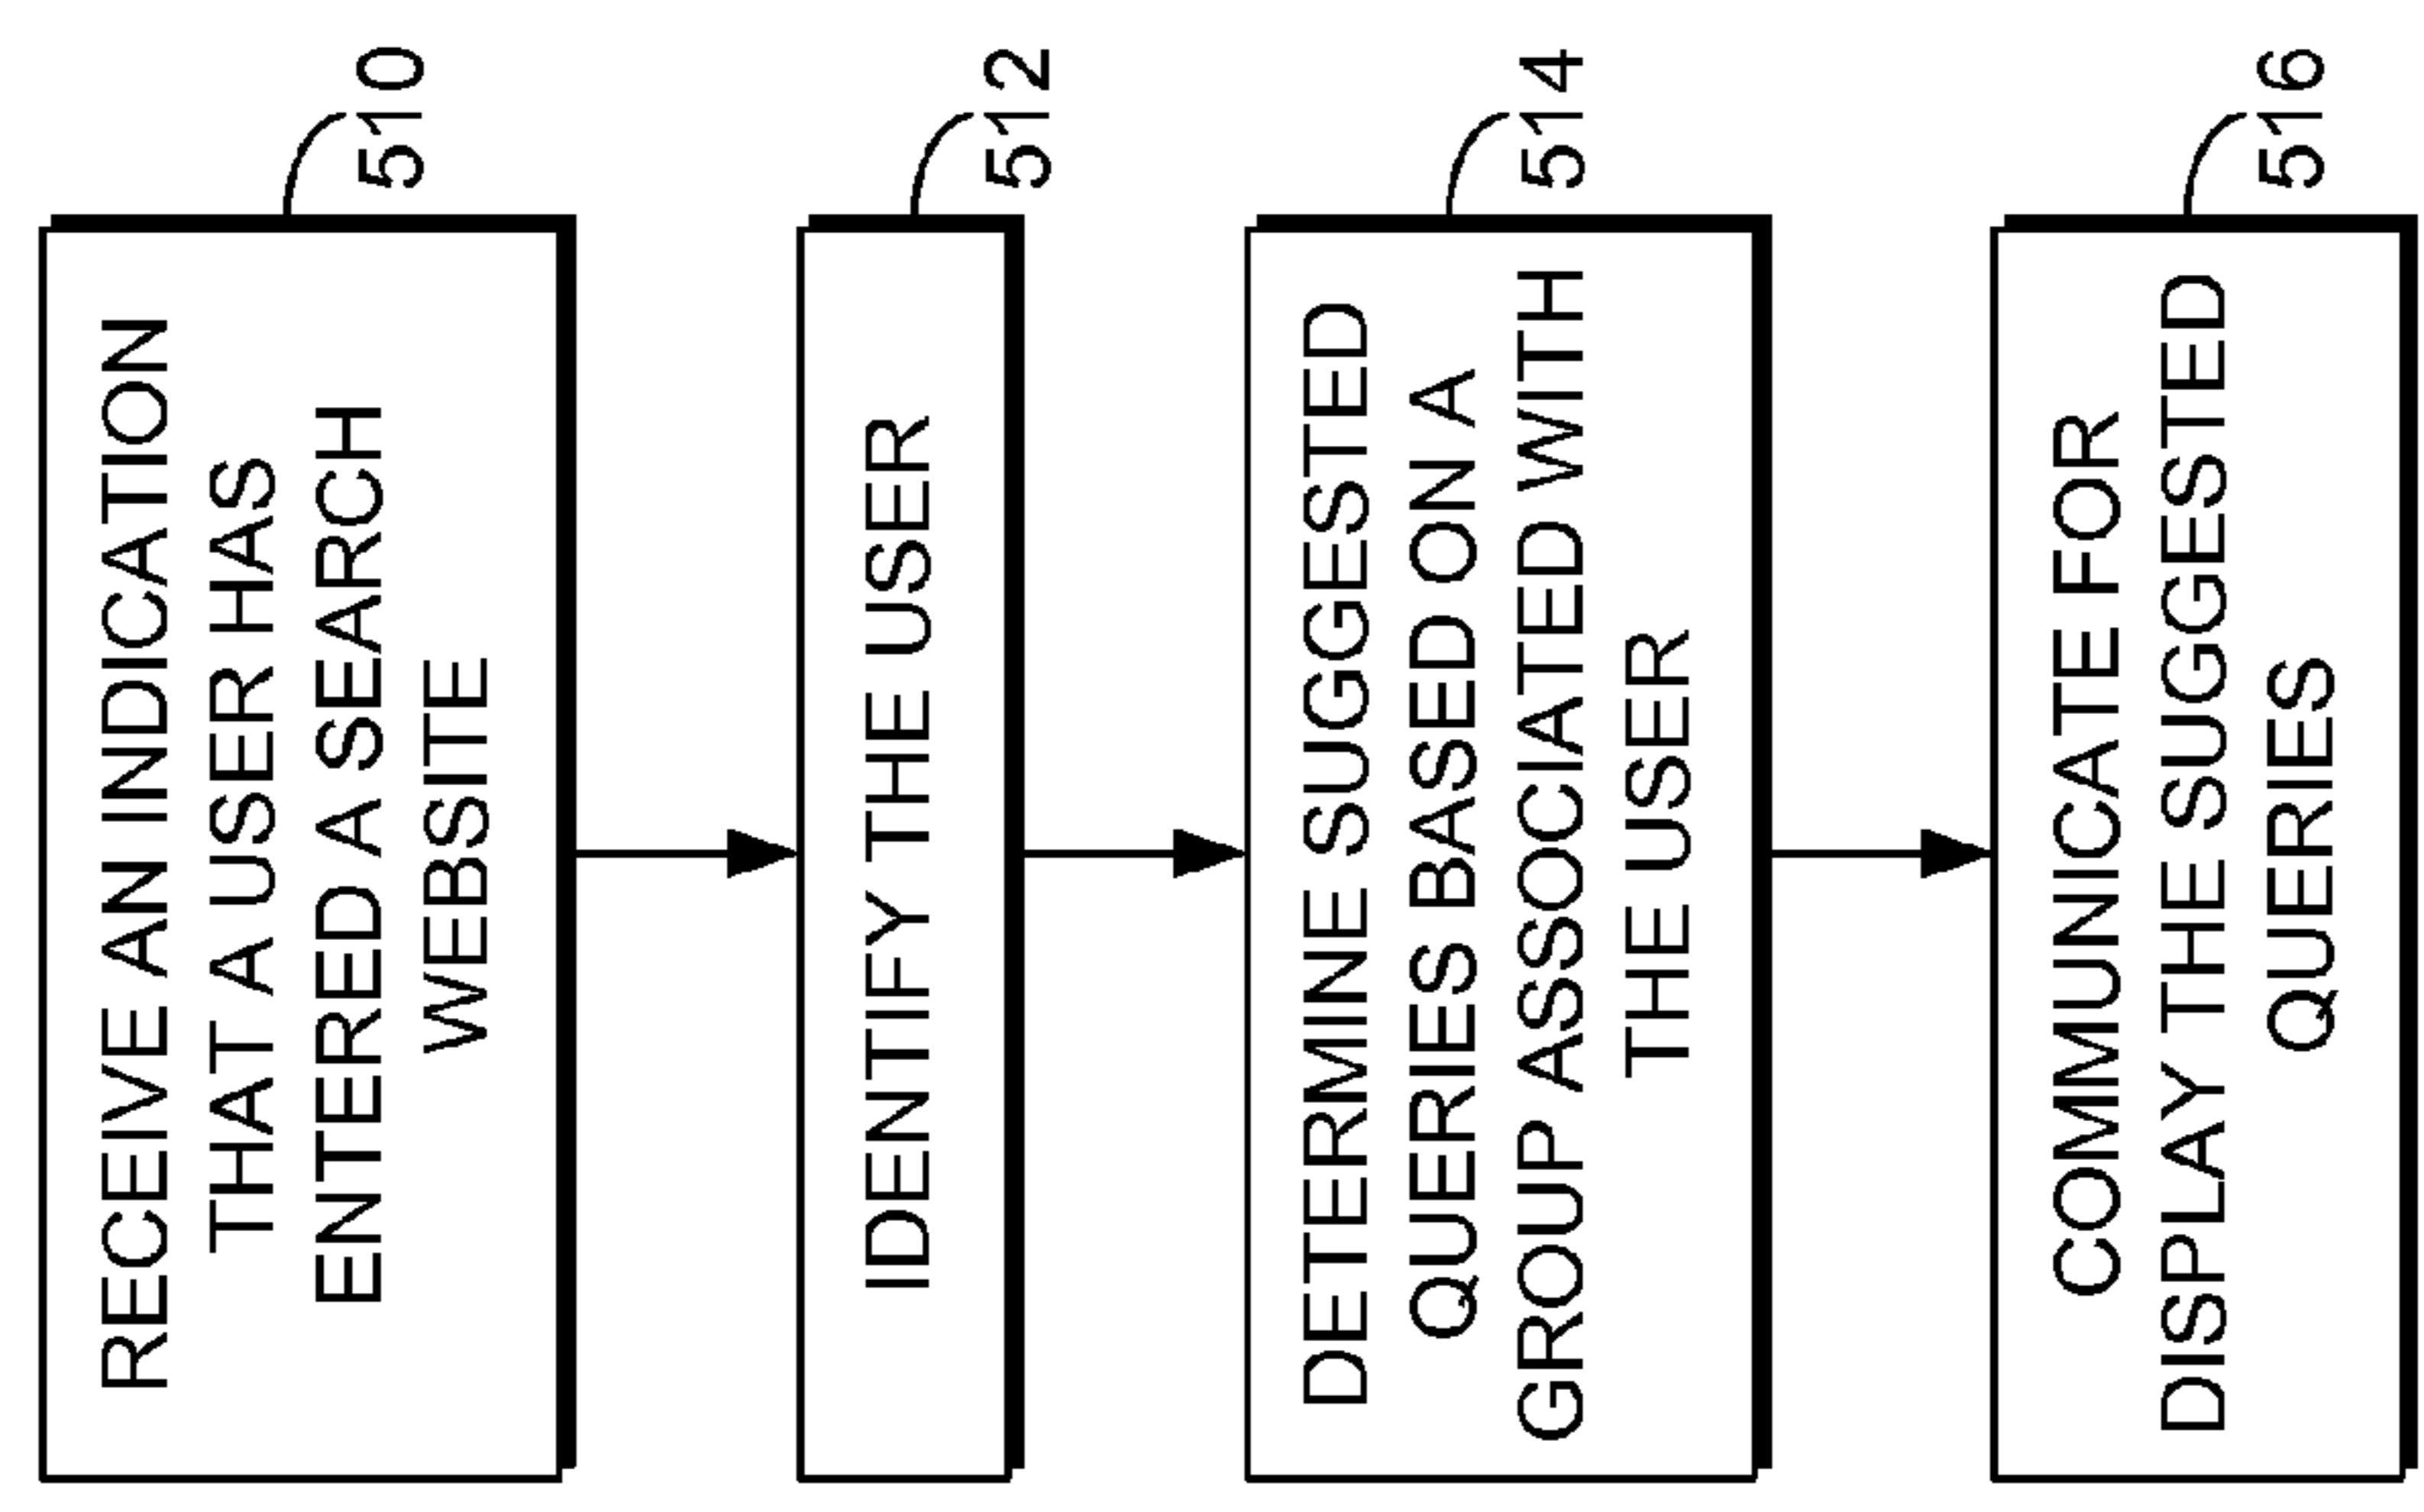 RECEIVE AN INDICATION
THAT A USER HAS
ENTERED A SEARCH
WEBSITE
510
IDENTIFY THE USER
512
DETERMINE SUGGESTED
QUERIES BASED ON A
GROUP ASSOCIATED WITH
THE USER
514
COMMUNICATE FOR
DISPLAY THE SUGGESTED
QUERIES
516